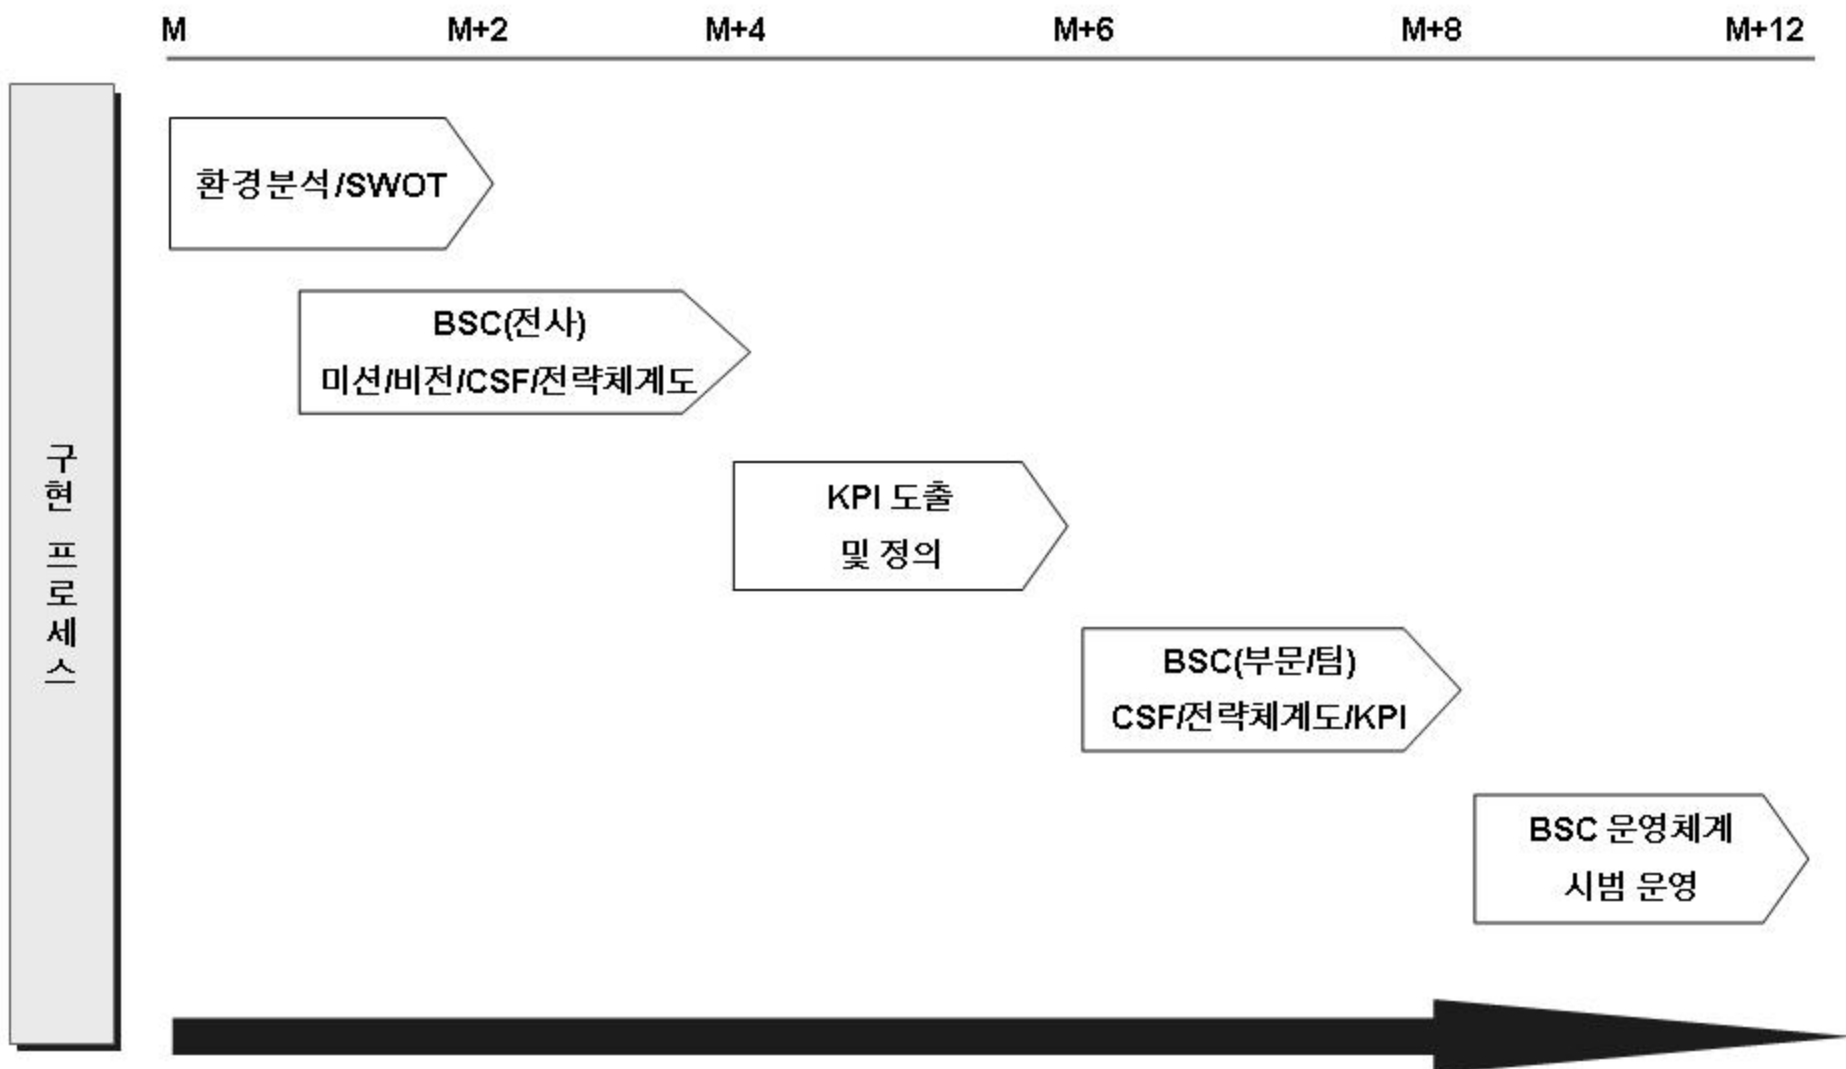 M M+2 M+4 M+6 M+8 M+12
구현 프로세스
환경분석/SWOT
BSC(전사)
미션/비전/CSF/전략체계도
KPI 도출
및 정의
BSC(부문/팀)
CSF/전략체계도/KPI
BSC 운영체계
시범 운영